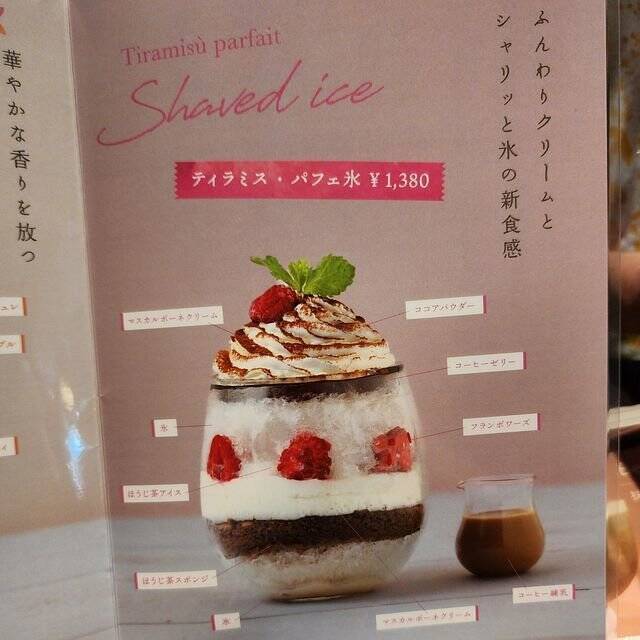 Tiramisù parfait
Shaved ice
ティラミス・パフェ氷 ¥1,380
ふんわりクリームと
シャリッと氷の新食感
華やかな香りを放つ
マスカルポーネクリーム
ココアパウダー
コーヒーゼリー
氷
フランボワーズ
ほうじ茶アイス
ほうじ茶スポンジ
コーヒー練乳
氷
マスカルポーネクリーム